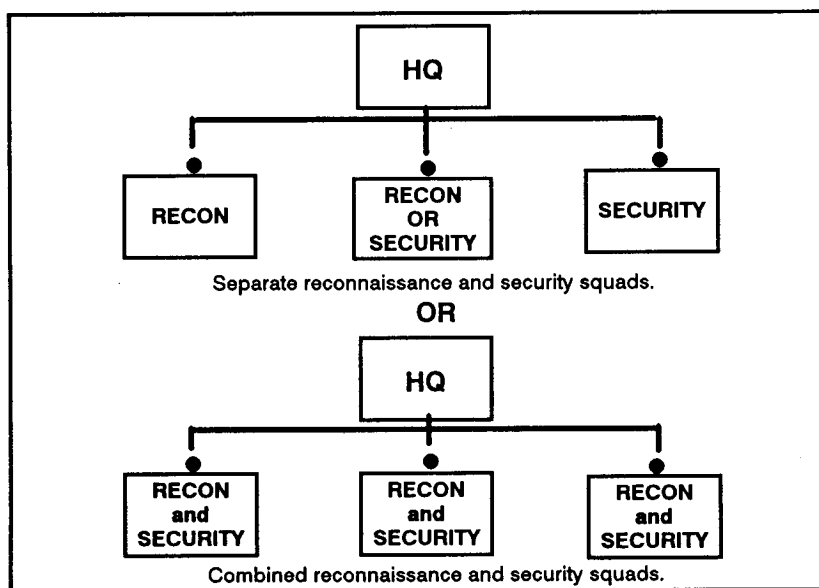 HQ
RECON
RECON
OR
SECURITY
SECURITY
Separate reconnaissance and security squads.
OR
HQ
RECON
and
SECURITY
RECON
and
SECURITY
RECON
and
SECURITY
Combined reconnaissance and security squads.